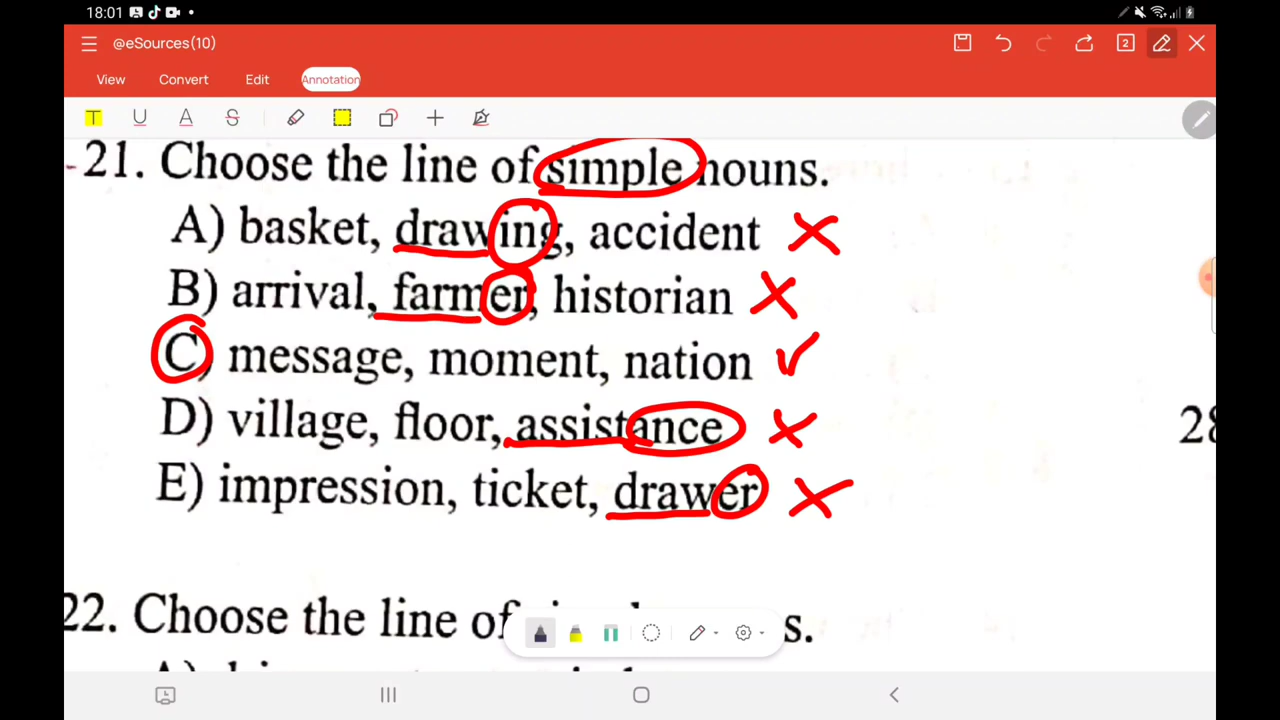 18:01
@eSources(10)
2
View Convert Edit Annotation
T U A S
21. Choose the line of simple nouns.
A) basket, drawing, accident
B) arrival, farmer, historian
C) message, moment, nation
D) village, floor, assistance
E) impression, ticket, drawer
28
22. Choose the line of s.